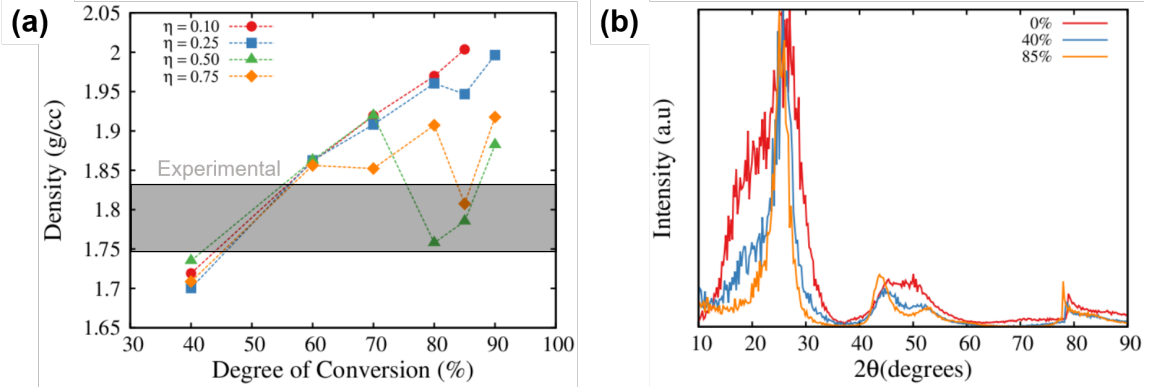 (a)
2.05
2
1.95
1.9
1.85
1.8
1.75
1.7
1.65
Density (g/cc)
η = 0.10
η = 0.25
η = 0.50
η = 0.75
Experimental
30 40 50 60 70 80 90 100
Degree of Conversion (%)
(b)
Intensity (a.u)
0%
40%
85%
10 20 30 40 50 60 70 80 90
2θ(degrees)